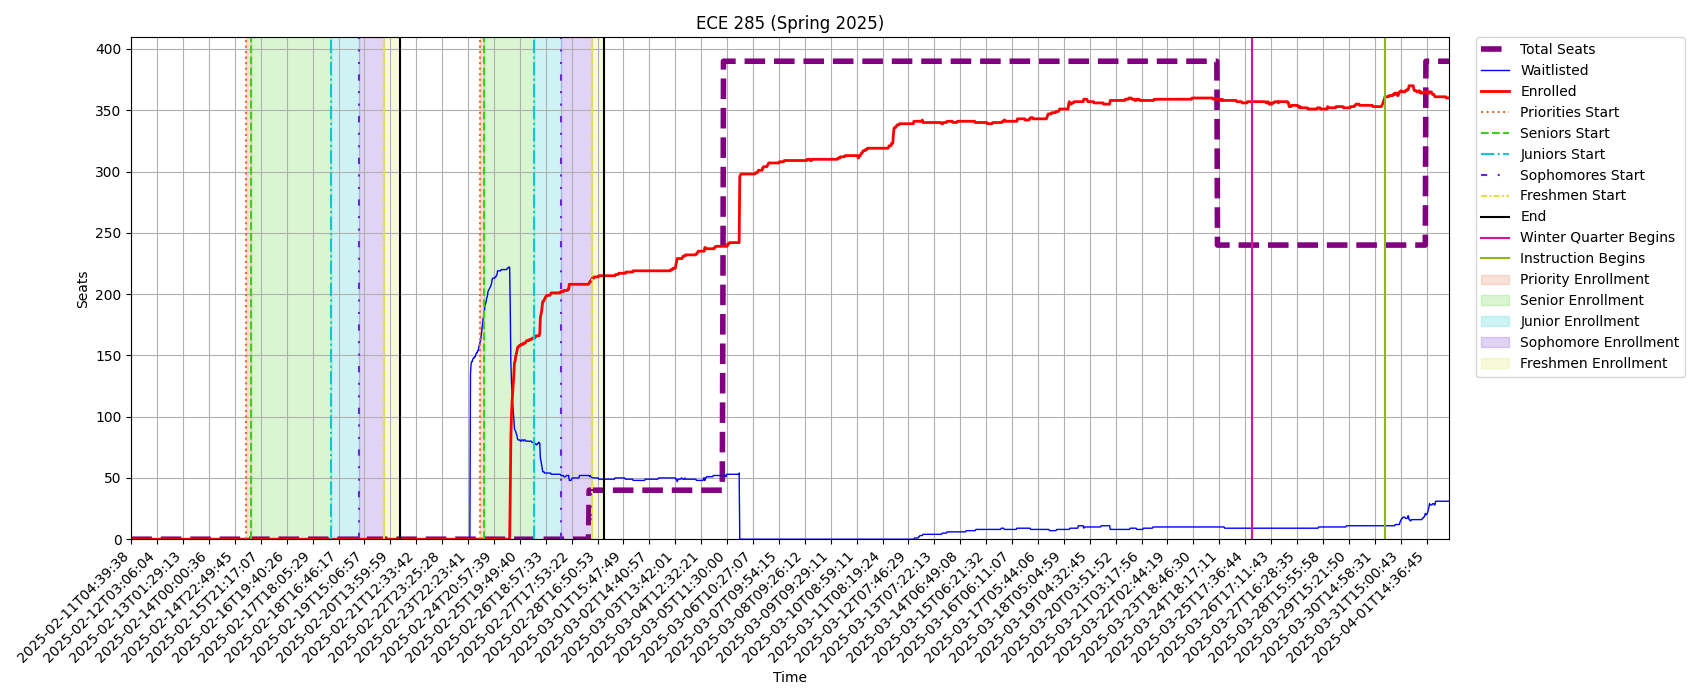 ECE 285 (Spring 2025)
Seats
400
350
300
250
200
150
100
50
0
2025-02-11T04:39:38
2025-02-12T03:06:04
2025-02-13T01:29:13
2025-02-14T00:00:36
2025-02-14T22:49:45
2025-02-15T21:17:07
2025-02-16T19:40:26
2025-02-17T18:05:29
2025-02-18T16:46:17
2025-02-19T15:06:57
2025-02-20T13:59:59
2025-02-21T12:33:42
2025-02-22T23:25:28
2025-02-23T22:23:41
2025-02-24T20:57:39
2025-02-25T19:49:40
2025-02-26T18:57:33
2025-02-27T17:53:22
2025-02-28T16:50:53
2025-03-01T15:47:49
2025-03-02T14:40:57
2025-03-03T13:42:01
2025-03-04T12:32:21
2025-03-05T11:30:00
2025-03-06T10:27:07
2025-03-07T09:54:15
2025-03-08T09:26:12
2025-03-09T09:29:11
2025-03-10T08:59:11
2025-03-11T08:19:24
2025-03-12T07:46:29
2025-03-13T07:22:13
2025-03-14T06:49:09
2025-03-15T06:21:32
2025-03-16T06:11:07
2025-03-17T05:44:06
2025-03-18T05:04:59
2025-03-19T04:32:45
2025-03-20T03:51:52
2025-03-21T03:17:56
2025-03-22T02:44:19
2025-03-23T18:46:30
2025-03-24T18:17:11
2025-03-25T17:36:44
2025-03-26T17:11:43
2025-03-27T16:28:35
2025-03-28T15:55:58
2025-03-29T15:21:50
2025-03-30T14:58:31
2025-03-31T15:00:43
2025-04-01T14:36:45
Time
Total Seats
Waitlisted
Enrolled
Priorities Start
Seniors Start
Juniors Start
Sophomores Start
Freshmen Start
End
Winter Quarter Begins
Instruction Begins
Priority Enrollment
Senior Enrollment
Junior Enrollment
Sophomore Enrollment
Freshmen Enrollment